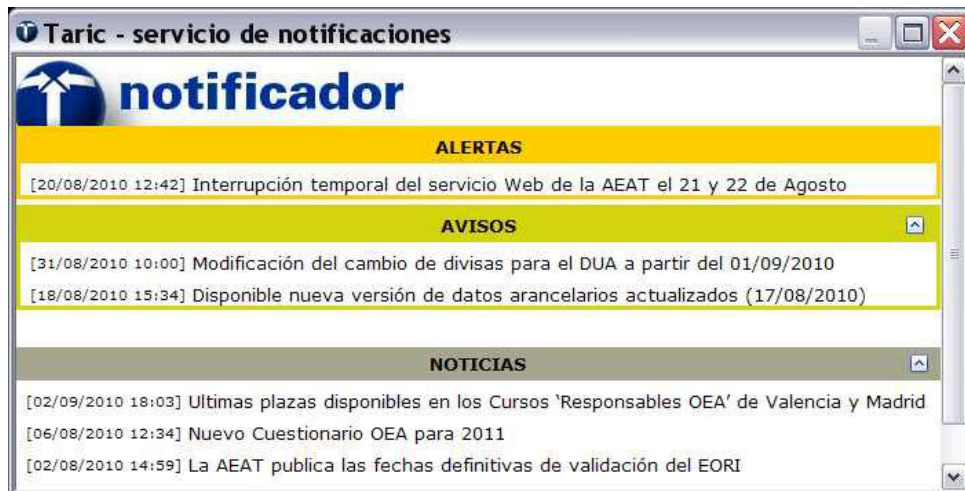 Taric - servicio de notificaciones
notificador
ALERTAS
[20/08/2010 12:42] Interrupción temporal del servicio Web de la AEAT el 21 y 22 de Agosto
AVISOS
[31/08/2010 10:00] Modificación del cambio de divisas para el DUA a partir del 01/09/2010
[18/08/2010 15:34] Disponible nueva versión de datos arancelarios actualizados (17/08/2010)
NOTICIAS
[02/09/2010 18:03] Ultimas plazas disponibles en los Cursos ‘Responsables OEA’ de Valencia y Madrid
[06/08/2010 12:34] Nuevo Cuestionario OEA para 2011
[02/08/2010 14:59] La AEAT publica las fechas definitivas de validación del EORI